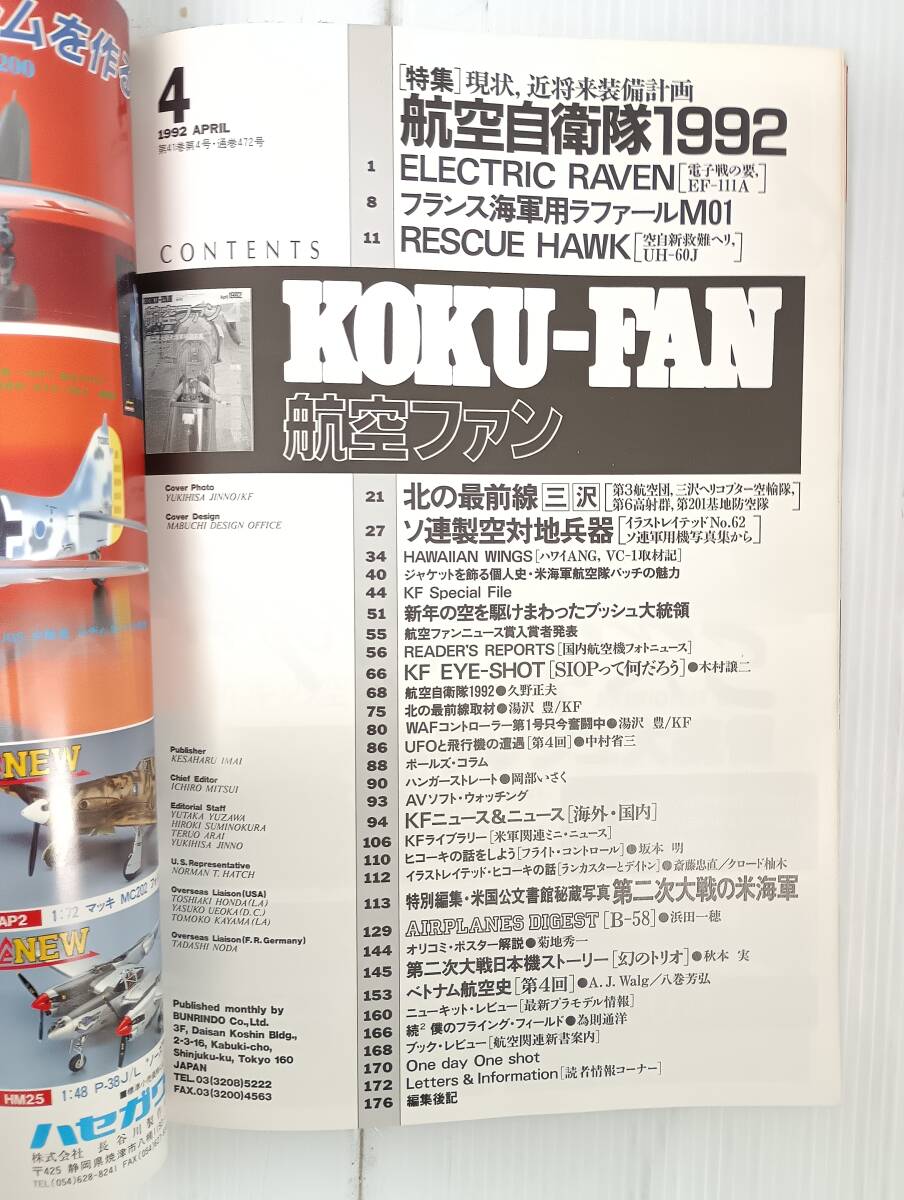 ムを作る
200
NEW
AP2
1:72 マッキ MC202
NEW
HM25
1:48 P-38J/L
ハセガワ
株式会社 長谷川製
〒425 静岡県焼津市八楠
TEL(054)628-8241 FAX(054)
4
1992 APRIL
第41巻第4号・通巻472号
CONTENTS
[特集]現状，近将来装備計画
航空自衛隊1992
1 ELECTRIC RAVEN[電子戦の要，EF-111A]
8 フランス海軍用ラファールM01
11 RESCUE HAWK[空自新救難ヘリ，UH-60J]
KOKU-FAN
航空ファン
Cover Photo
YUKIHISA JINNO/KF
Cover Design
MABUCHI DESIGN OFFICE
21 北の最前線三沢[第3航空団，三沢ヘリコプター空輸隊，第6高射群，第201基地防空隊]
27 ソ連製空対地兵器[イラストレイテッドNo.62 ソ連軍用機写真集から]
34 HAWAIIAN WINGS[ハワイANG，VC-1取材記]
40 ジャケットを飾る個人史・米海軍航空隊パッチの魅力
44 KF Special File
51 新年の空を駆けまわったブッシュ大統領
55 航空ファンニュース賞入賞者発表
56 READER'S REPORTS[国内航空機フォトニュース]
66 KF EYE-SHOT[SIOPって何だろう]●木村譲二
68 航空自衛隊1992●久野正夫
75 北の最前線取材●湯沢 豊/KF
80 WAFコントローラー第1号只今奮闘中●湯沢 豊/KF
86 UFOと飛行機の遭遇[第4回]●中村省三
88 ポールズ・コラム
90 ハンガーストレート●岡部いさく
93 AVソフト・ウォッチング
94 KFニュース&ニュース[海外・国内]
106 KFライブラリー[米軍関連ミニ・ニュース]
110 ヒコーキの話をしよう[フライト・コントロール]●坂本 明
112 イラストレイテッド・ヒコーキの話[ランカスターとデイトン]●斎藤忠直/クロード柚木
113 特別編集・米国公文書館秘蔵写真 第二次大戦の米海軍
129 AIRPLANES DIGEST[B-58]●浜田一穂
144 オリコミ・ポスター解説●菊地秀一
145 第二次大戦日本機ストーリー[幻のトリオ]●秋本 実
153 ベトナム航空史[第4回]●A.J.Walg/八巻芳弘
160 ニューキット・レビュー[最新プラモデル情報]
166 続² 僕のフライング・フィールド●為則通洋
168 ブック・レビュー[航空関連新書案内]
170 One day One shot
172 Letters & Information[読者情報コーナー]
176 編集後記
Publisher
KESAHARU IMAI
Chief Editor
ICHIRO MITSUI
Editorial Staff
YUTAKA YUZAWA
HIROKI SUMINOKURA
TERUO ARAI
YUKIHISA JINNO
U.S. Representative
NORMAN T. HATCH
Overseas Liaison(USA)
TOSHIAKI HONDA(LA)
YASUKO UEOKA(D.C.)
TOMOKO KAYAMA(LA)
Overseas Liaison(F.R.Germany)
TADASHI NODA
Published monthly by
BUNRINDO Co., Ltd.
3F, Daisan Koshin Bldg.,
2-3-16, Kabuki-cho,
Shinjuku-ku, Tokyo 160
JAPAN
TEL.03(3208)5222
FAX.03(3200)4563